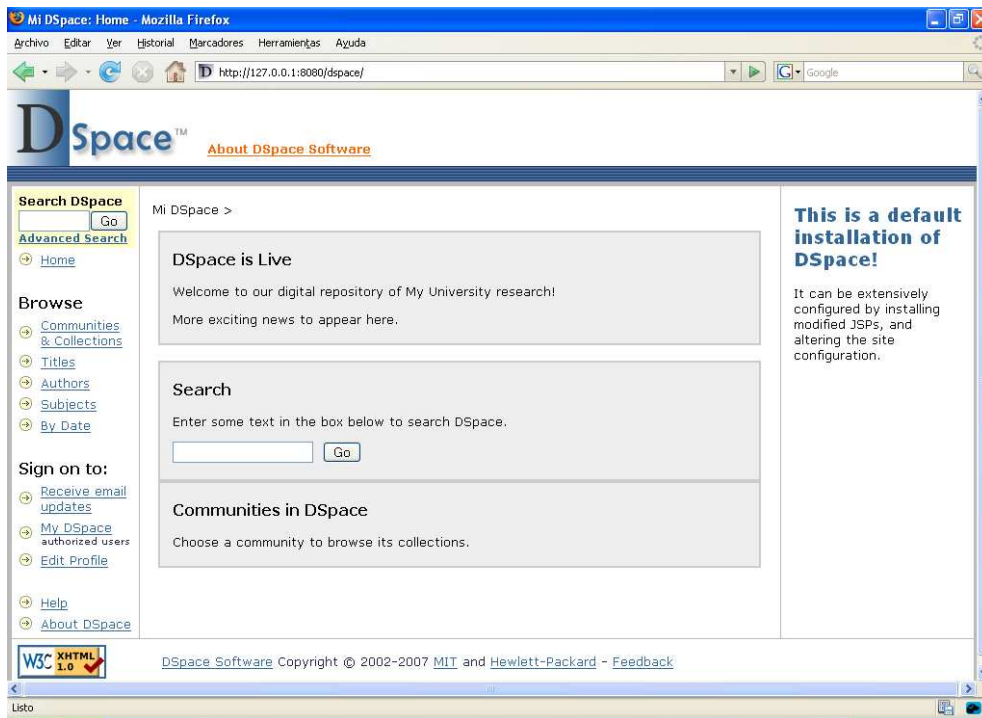 Mi DSpace: Home - Mozilla Firefox
Archivo Editar Ver Historial Marcadores Herramientas Ayuda
http://127.0.0.1:8080/dspace/
G Google
DSpace™
About DSpace Software
Search DSpace
Go
Advanced Search
Home
Browse
Communities
& Collections
Titles
Authors
Subjects
By Date
Sign on to:
Receive email
updates
My DSpace
authorized users
Edit Profile
Help
About DSpace
Mi DSpace >
DSpace is Live
Welcome to our digital repository of My University research!
More exciting news to appear here.
Search
Enter some text in the box below to search DSpace.
Go
Communities in DSpace
Choose a community to browse its collections.
This is a default
installation of
DSpace!
It can be extensively
configured by installing
modified JSPs, and
altering the site
configuration.
W3C XHTML
1.0
DSpace Software Copyright © 2002-2007 MIT and Hewlett-Packard - Feedback
Listo